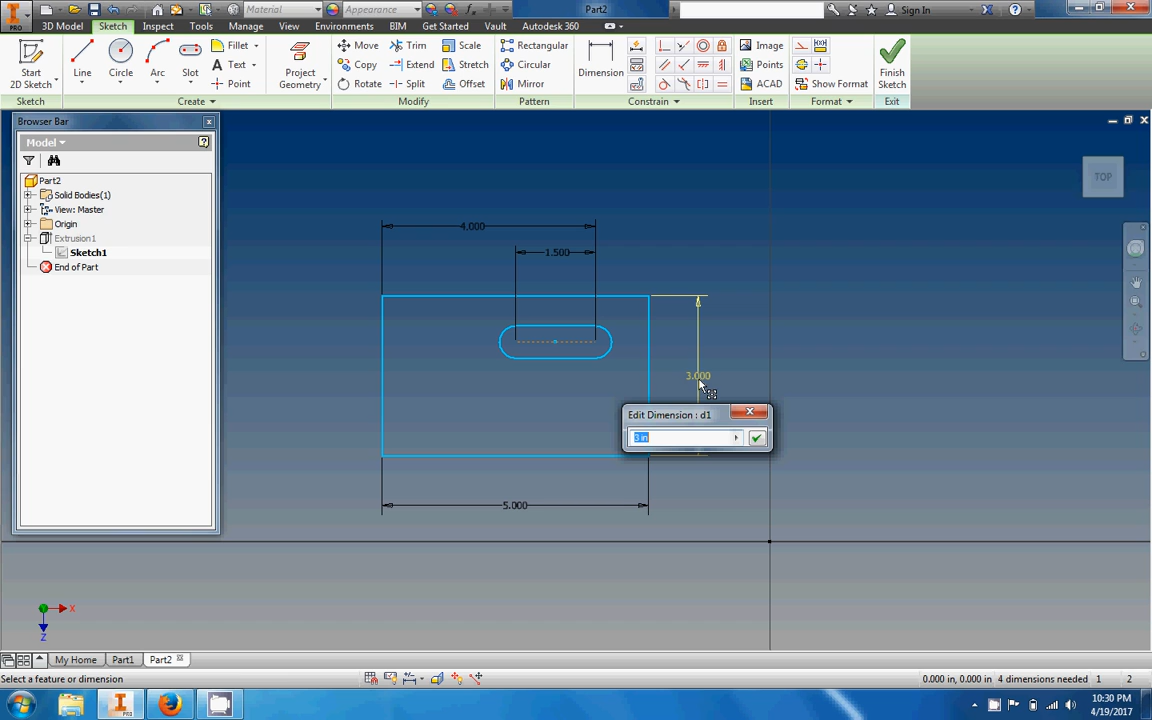 Material
Appearance
Part2
Sign In
PRO
3D Model Sketch Inspect Tools Manage View Environments BIM Get Started Vault Autodesk 360
Start
2D Sketch
Line
Circle
Arc
Slot
Fillet
Text
Point
Project
Geometry
Move
Copy
Rotate
Trim
Extend
Split
Scale
Stretch
Offset
Rectangular
Circular
Mirror
Dimension
Image
Points
ACAD
Show Format
Finish
Sketch
Sketch Create Modify Pattern Constrain Insert Format Exit
Browser Bar
Model
Part2
Solid Bodies(1)
View: Master
Origin
Extrusion1
Sketch1
End of Part
TOP
4.000
1.500
3.000
Edit Dimension : d1
3 in
5.000
X
Z
My Home Part1 Part2
Select a feature or dimension
0.000 in, 0.000 in 4 dimensions needed 1 2
PRO
10:30 PM
4/19/2017